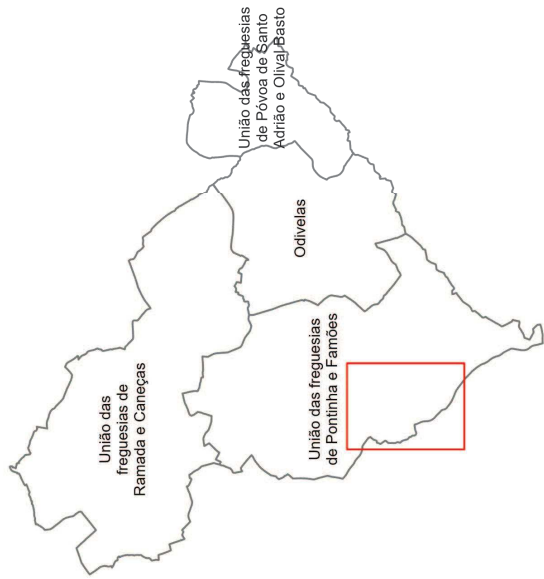 União das freguesias
de Póvoa de Santo
Adrião e Olival Basto
Odivelas
União das freguesias
de Pontinha e Famões
União das
freguesias de
Ramada e Caneças